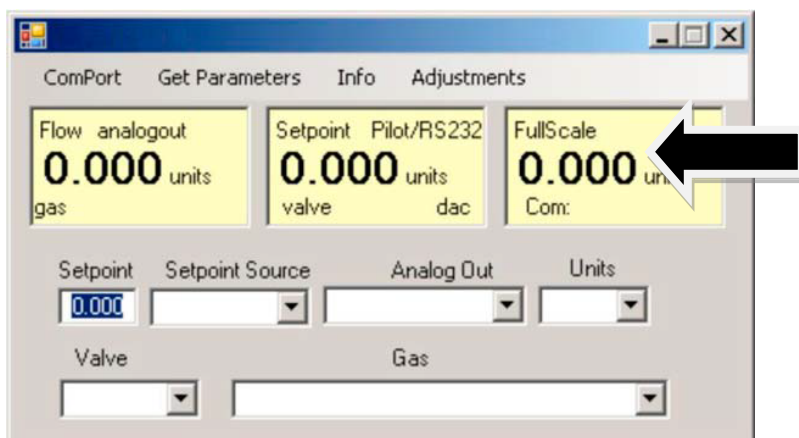 ComPort Get Parameters Info Adjustments
Flow analogout
0.000 units
gas
Setpoint Pilot/RS232
0.000 units
valve dac
FullScale
0.000
Com:
Setpoint Setpoint Source Analog Out Units
0.000
Valve Gas